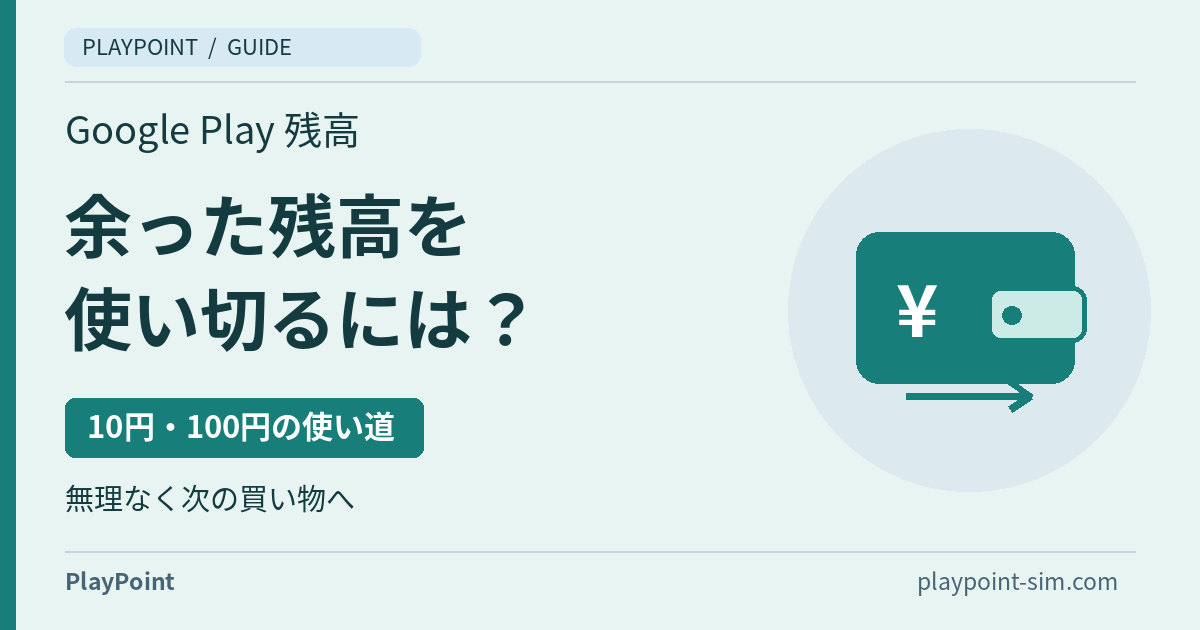 PLAYPOINT / GUIDE
Google Play 残高
余った残高を
使い切るには？
10円・100円の使い道
無理なく次の買い物へ
¥
PlayPoint
playpoint-sim.com